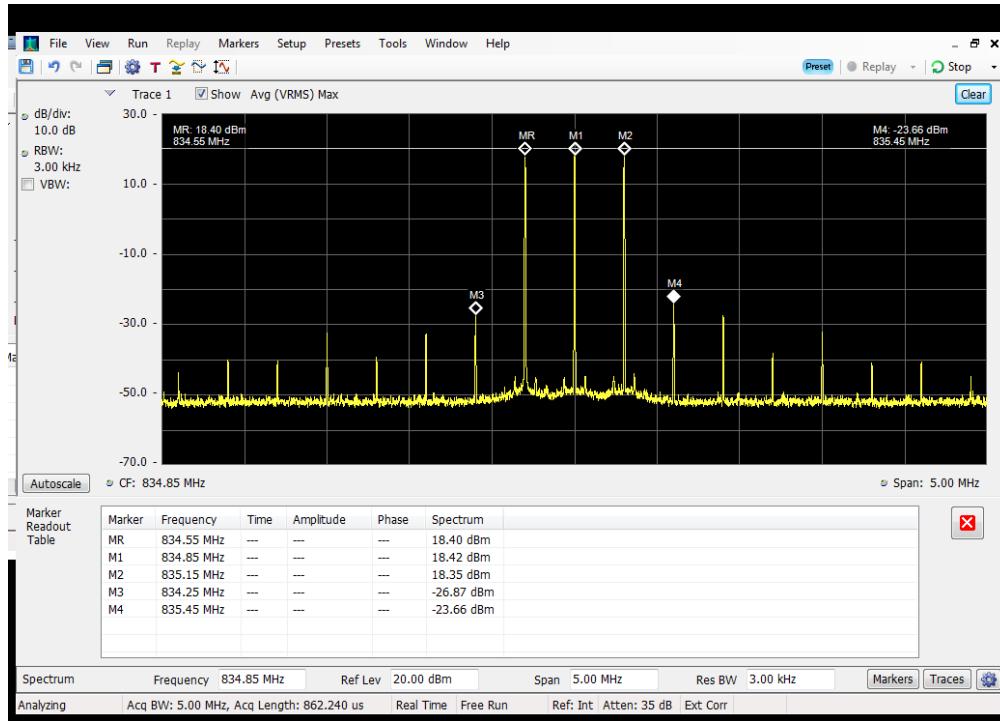 File View Run Replay Markers Setup Presets Tools Window Help
T Preset Replay Stop
Trace 1 Show Avg (VRMS) Max Clear
dB/div:
10.0 dB
RBW:
3.00 kHz
VBW:
30.0
10.0
-10.0
-30.0
-50.0
-70.0
MR: 18.40 dBm
834.55 MHz
MR M1 M2
M4: -23.66 dBm
835.45 MHz
M3
M4
Autoscale CF: 834.85 MHz Span: 5.00 MHz
Marker
Readout
Table
Marker Frequency Time Amplitude Phase Spectrum
MR 834.55 MHz --- --- --- 18.40 dBm
M1 834.85 MHz --- --- --- 18.42 dBm
M2 835.15 MHz --- --- --- 18.35 dBm
M3 834.25 MHz --- --- --- -26.87 dBm
M4 835.45 MHz --- --- --- -23.66 dBm
Spectrum Frequency 834.85 MHz Ref Lev 20.00 dBm Span 5.00 MHz Res BW 3.00 kHz Markers Traces
Analyzing Acq BW: 5.00 MHz, Acq Length: 862.240 us Real Time Free Run Ref: Int Atten: 35 dB Ext Corr